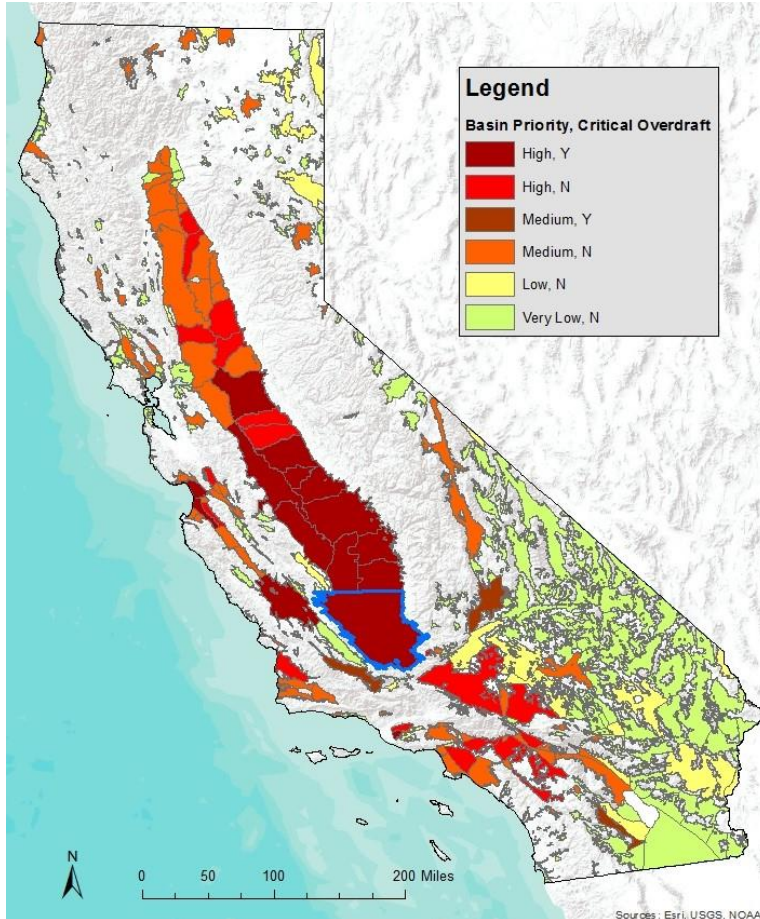 Legend
Basin Priority, Critical Overdraft
High, Y
High, N
Medium, Y
Medium, N
Low, N
Very Low, N
N
0 50 100 200 Miles
Sources: Esri, USGS, NOAA